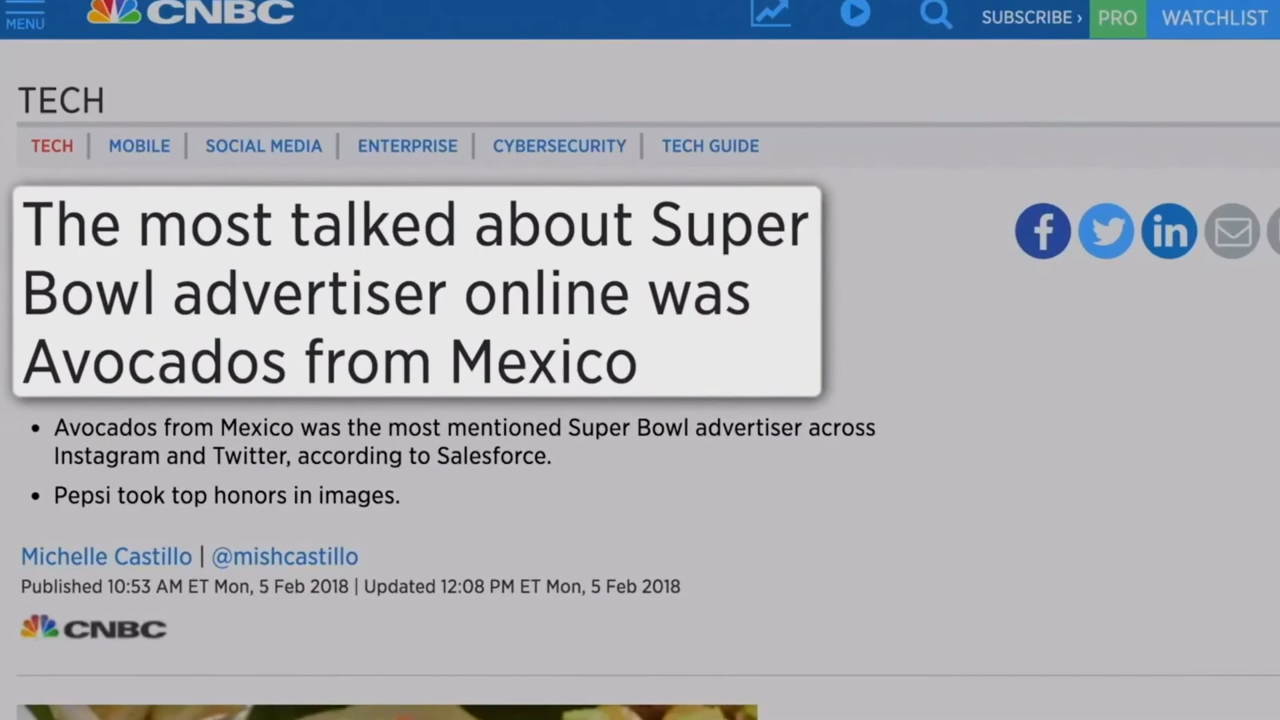 MENU
CNBC
SUBSCRIBE ›
PRO
WATCHLIST
TECH
TECH | MOBILE | SOCIAL MEDIA | ENTERPRISE | CYBERSECURITY | TECH GUIDE
The most talked about Super
Bowl advertiser online was
Avocados from Mexico
• Avocados from Mexico was the most mentioned Super Bowl advertiser across
Instagram and Twitter, according to Salesforce.
• Pepsi took top honors in images.
Michelle Castillo | @mishcastillo
Published 10:53 AM ET Mon, 5 Feb 2018 | Updated 12:08 PM ET Mon, 5 Feb 2018
CNBC